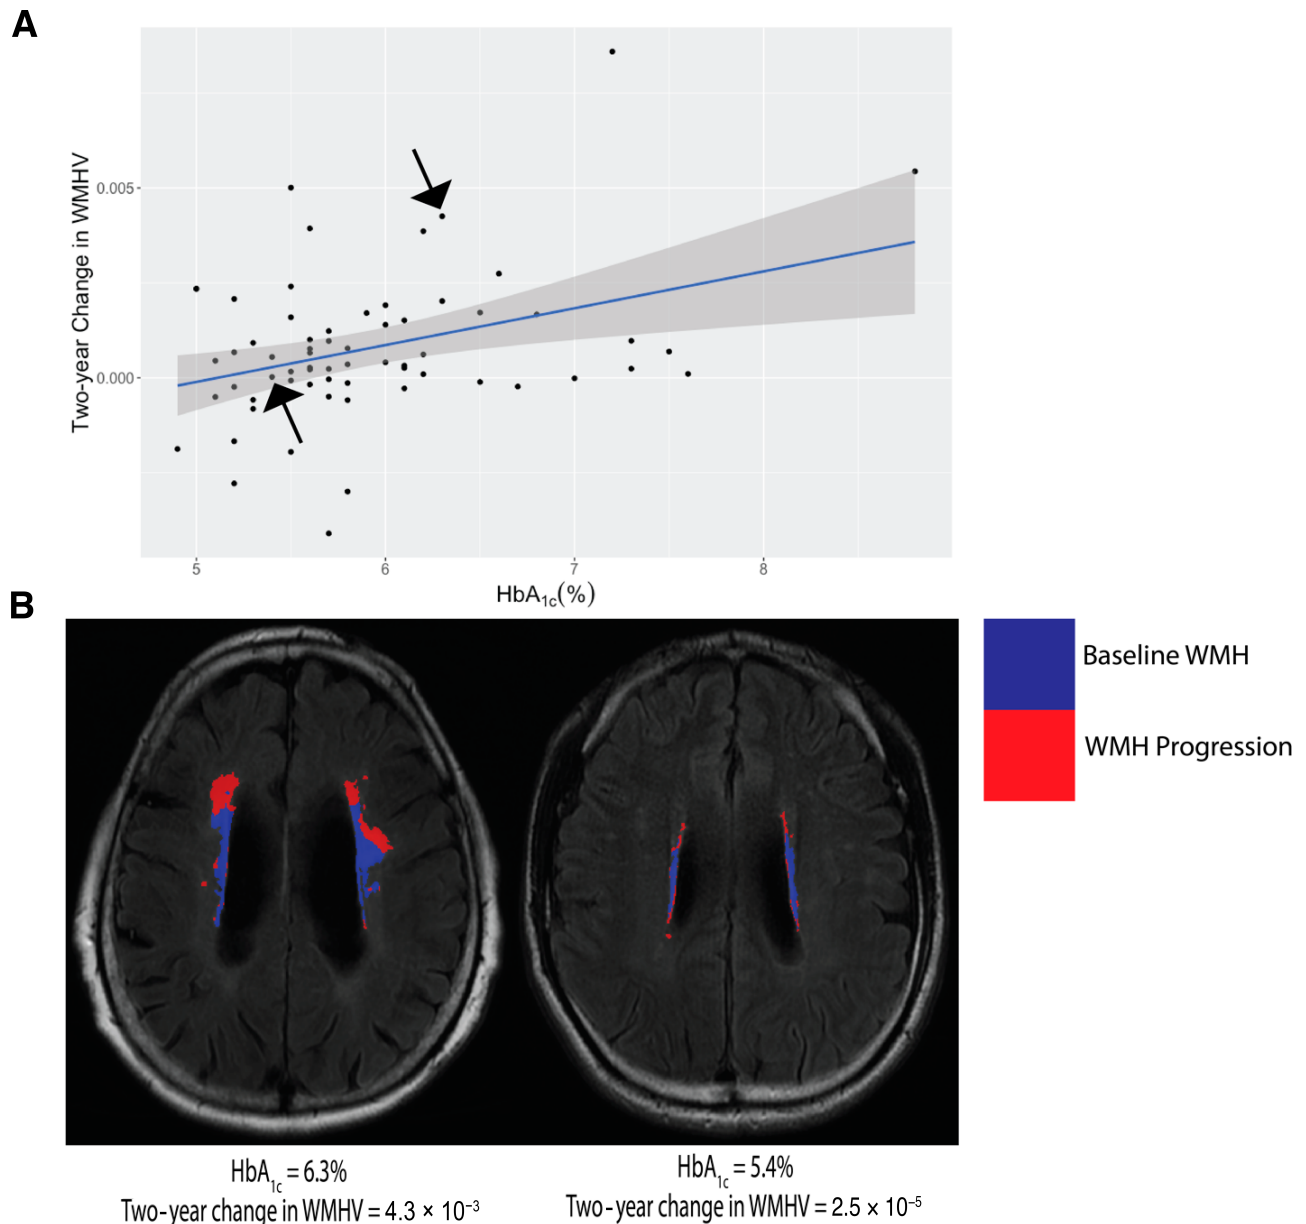 A
Two-year Change in WMHV
0.005
0.000
5 6 7 8
HbA1c(%)
B
Baseline WMH
WMH Progression
HbA1c = 6.3%
Two-year change in WMHV = 4.3 × 10⁻³
HbA1c = 5.4%
Two-year change in WMHV = 2.5 × 10⁻⁵